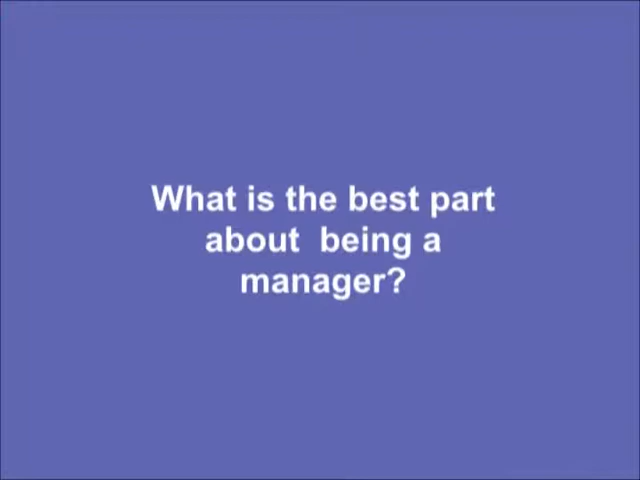 What is the best part
about  being a
manager?